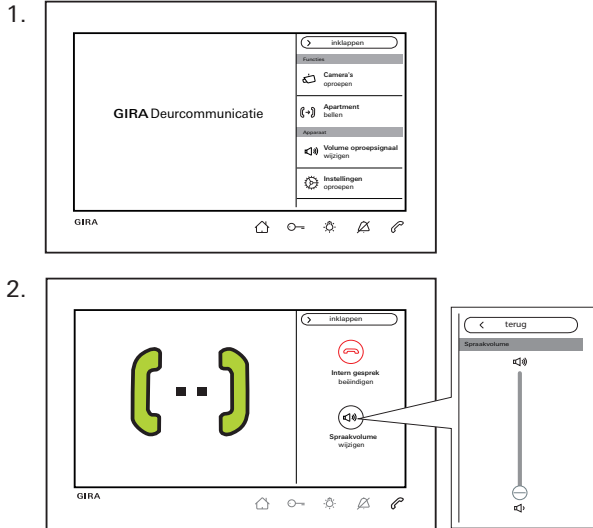 1.
inklappen
Functies
Camera's
oproepen
GIRA Deurcommunicatie
Apartment
bellen
Apparaat
Volume oproepsignaal
wijzigen
Instellingen
oproepen
GIRA
2.
inklappen
Intern gesprek
beëindigen
Spraakvolume
wijzigen
GIRA
terug
Spraakvolume